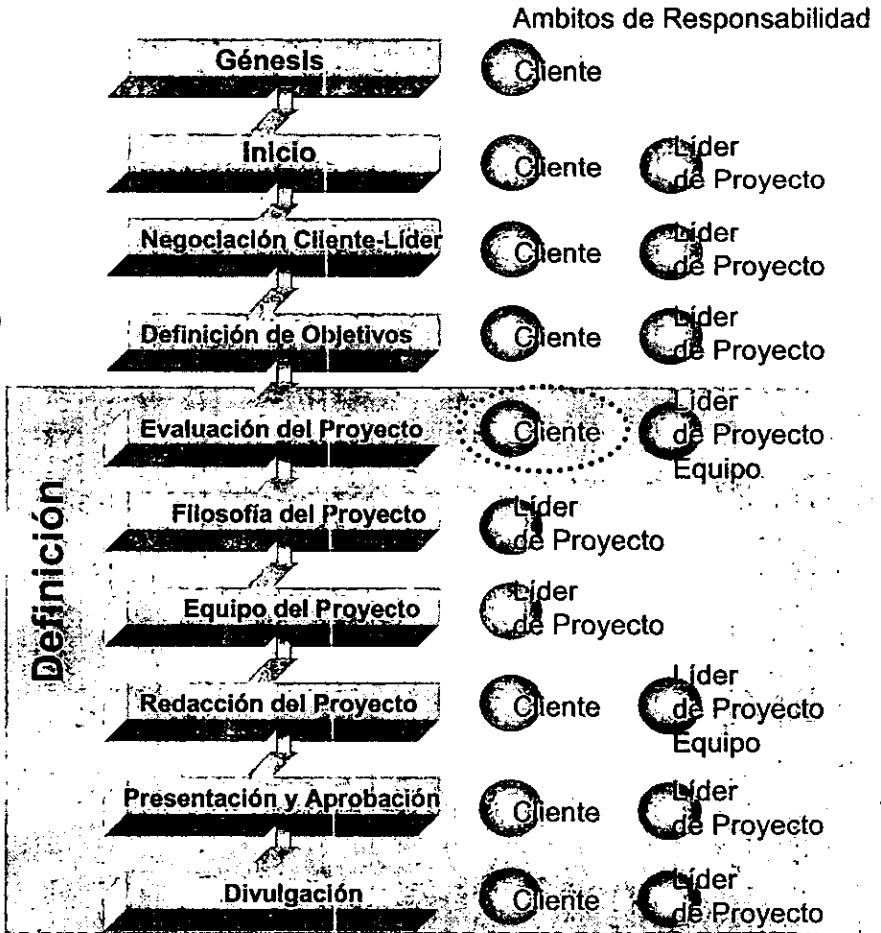 Ambitos de Responsabilidad
Génesis
Cliente
Inicio
Cliente
Líder
de Proyecto
Negociación Cliente-Líder
Cliente
Líder
de Proyecto
Definición de Objetivos
Cliente
Líder
de Proyecto
Definición
Evaluación del Proyecto
Cliente
Líder
de Proyecto
Equipo
Filosofía del Proyecto
Líder
de Proyecto
Equipo del Proyecto
Líder
de Proyecto
Redacción del Proyecto
Cliente
Líder
de Proyecto
Equipo
Presentación y Aprobación
Cliente
Líder
de Proyecto
Divulgación
Cliente
Líder
de Proyecto